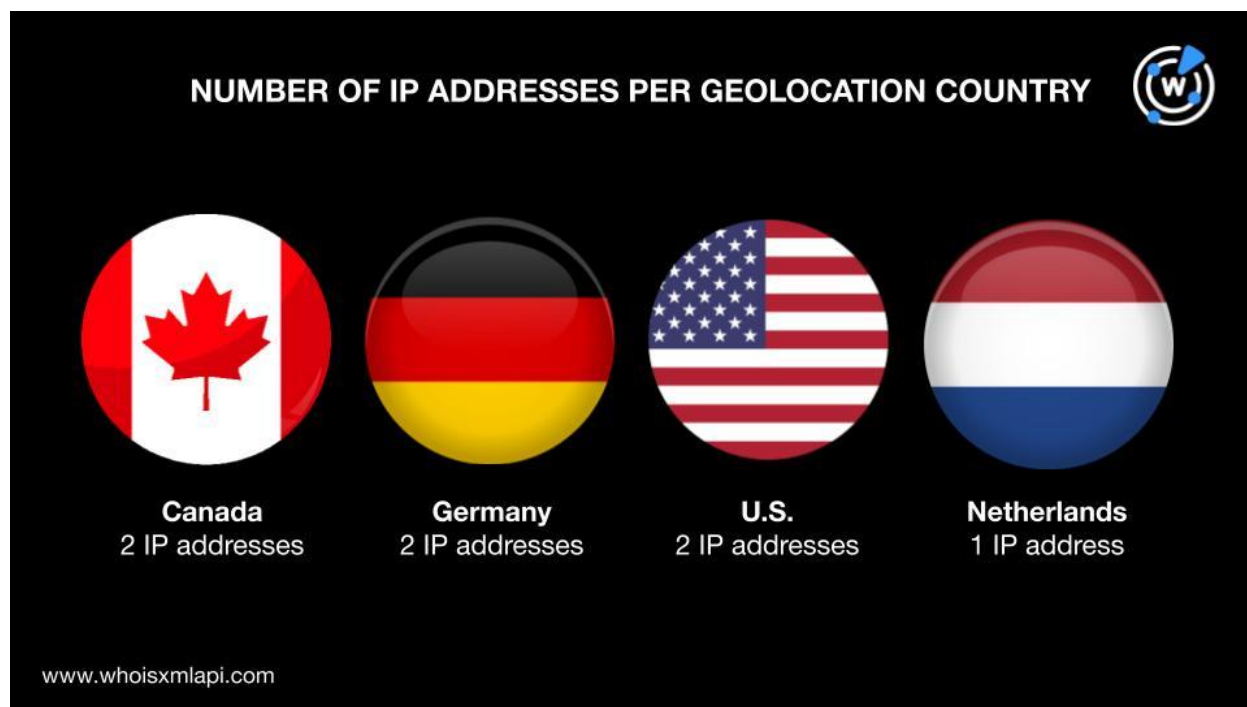 NUMBER OF IP ADDRESSES PER GEOLOCATION COUNTRY
W
Canada
2 IP addresses
Germany
2 IP addresses
U.S.
2 IP addresses
Netherlands
1 IP address
www.whoisxmlapi.com